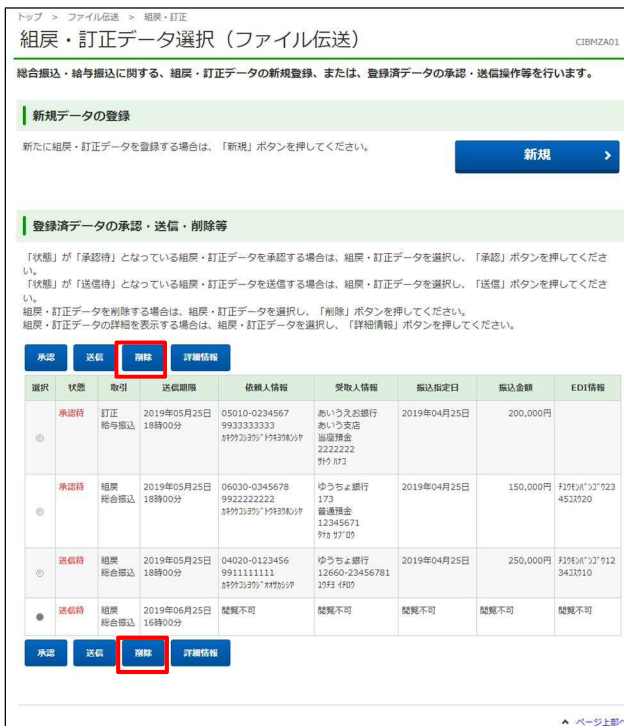 トップ > ファイル伝送 > 組戻・訂正
組戻・訂正データ選択（ファイル伝送）
CIBMZA01
総合振込・給与振込に関する、組戻・訂正データの新規登録、または、登録済データの承認・送信操作等を行います。
新規データの登録
新たに組戻・訂正データを登録する場合は、「新規」ボタンを押してください。
新規
登録済データの承認・送信・削除等
「状態」が「承認待」となっている組戻・訂正データを承認する場合は、組戻・訂正データを選択し、「承認」ボタンを押してくださ
い。
「状態」が「送信待」となっている組戻・訂正データを送信する場合は、組戻・訂正データを選択し、「送信」ボタンを押してくださ
い。
組戻・訂正データを削除する場合は、組戻・訂正データを選択し、「削除」ボタンを押してください。
組戻・訂正データの詳細を表示する場合は、組戻・訂正データを選択し、「詳細情報」ボタンを押してください。
承認 送信 削除 詳細情報
選択 状態 取引 送信期限 依頼人情報 受取人情報 振込指定日 振込金額 EDI情報
承認待 訂正 2019年05月25日 05010-0234567 あいうえお銀行 2019年04月25日 200,000円
給与振込 18時00分 9933333333 あいう支店
当座預金
2222222
ｻﾄｳ ﾊﾅｺ
承認待 組戻 2019年05月25日 06030-0345678 ゆうちょ銀行 2019年04月25日 150,000円
総合振込 18時00分 9922222222 173
普通預金
12345671
送信待 組戻 2019年05月25日 04020-0123456 ゆうちょ銀行 2019年04月25日 250,000円
総合振込 18時00分 9911111111 12660-23456781
送信待 組戻 2019年06月25日 閲覧不可 閲覧不可 閲覧不可 閲覧不可 閲覧不可
総合振込 16時00分
承認 送信 削除 詳細情報
ページ上部へ